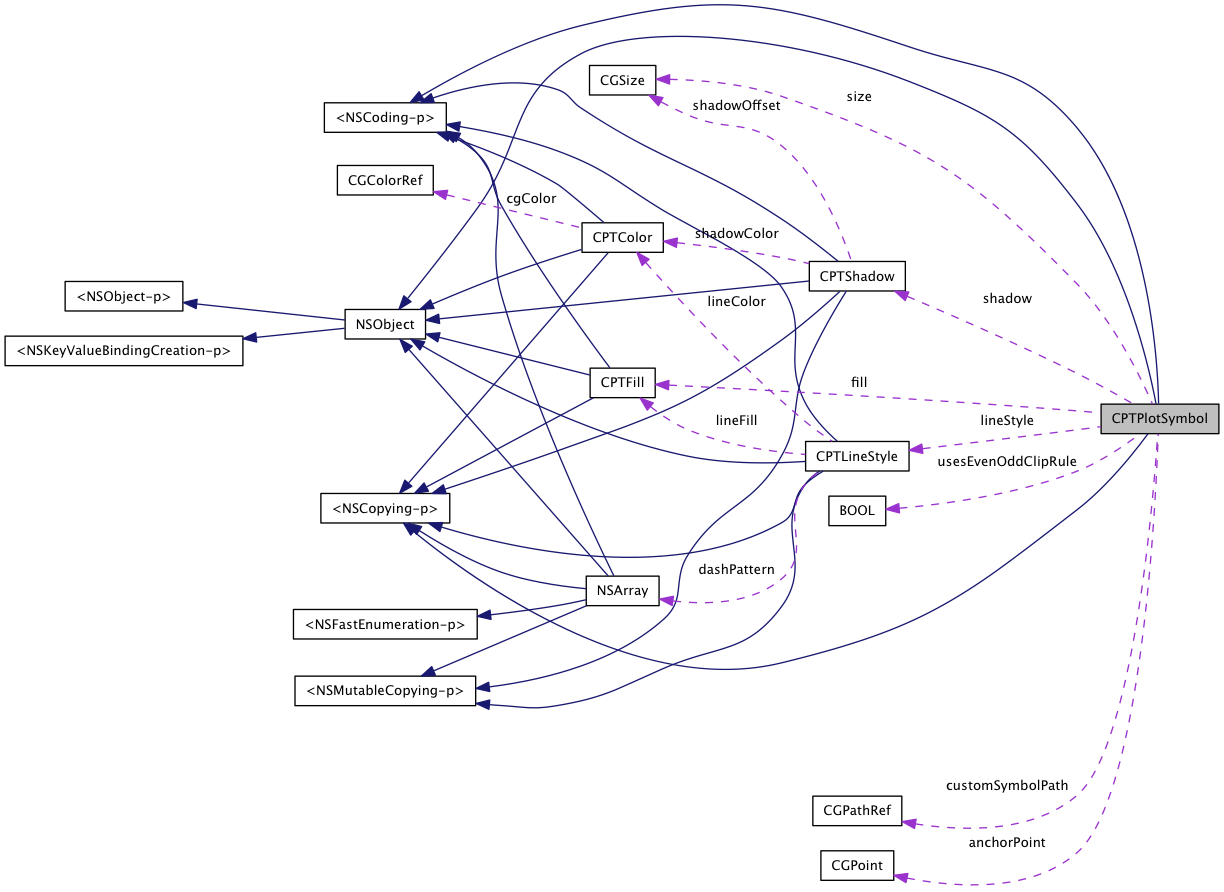 CGSize
size
shadowOffset
<NSCoding-p>
CGColorRef
cgColor
CPTColor
shadowColor
CPTShadow
<NSObject-p>
lineColor
shadow
NSObject
<NSKeyValueBindingCreation-p>
CPTFill
fill
CPTPlotSymbol
lineFill
lineStyle
CPTLineStyle
usesEvenOddClipRule
<NSCopying-p>
BOOL
dashPattern
NSArray
<NSFastEnumeration-p>
<NSMutableCopying-p>
customSymbolPath
CGPathRef
anchorPoint
CGPoint